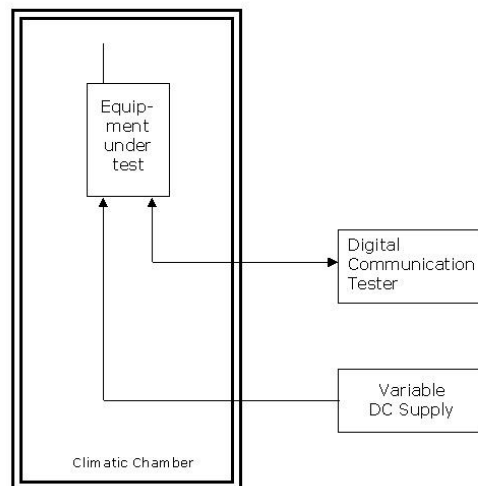 Equip-
ment
under
test
Digital
Communication
Tester
Variable
DC Supply
Climatic Chamber